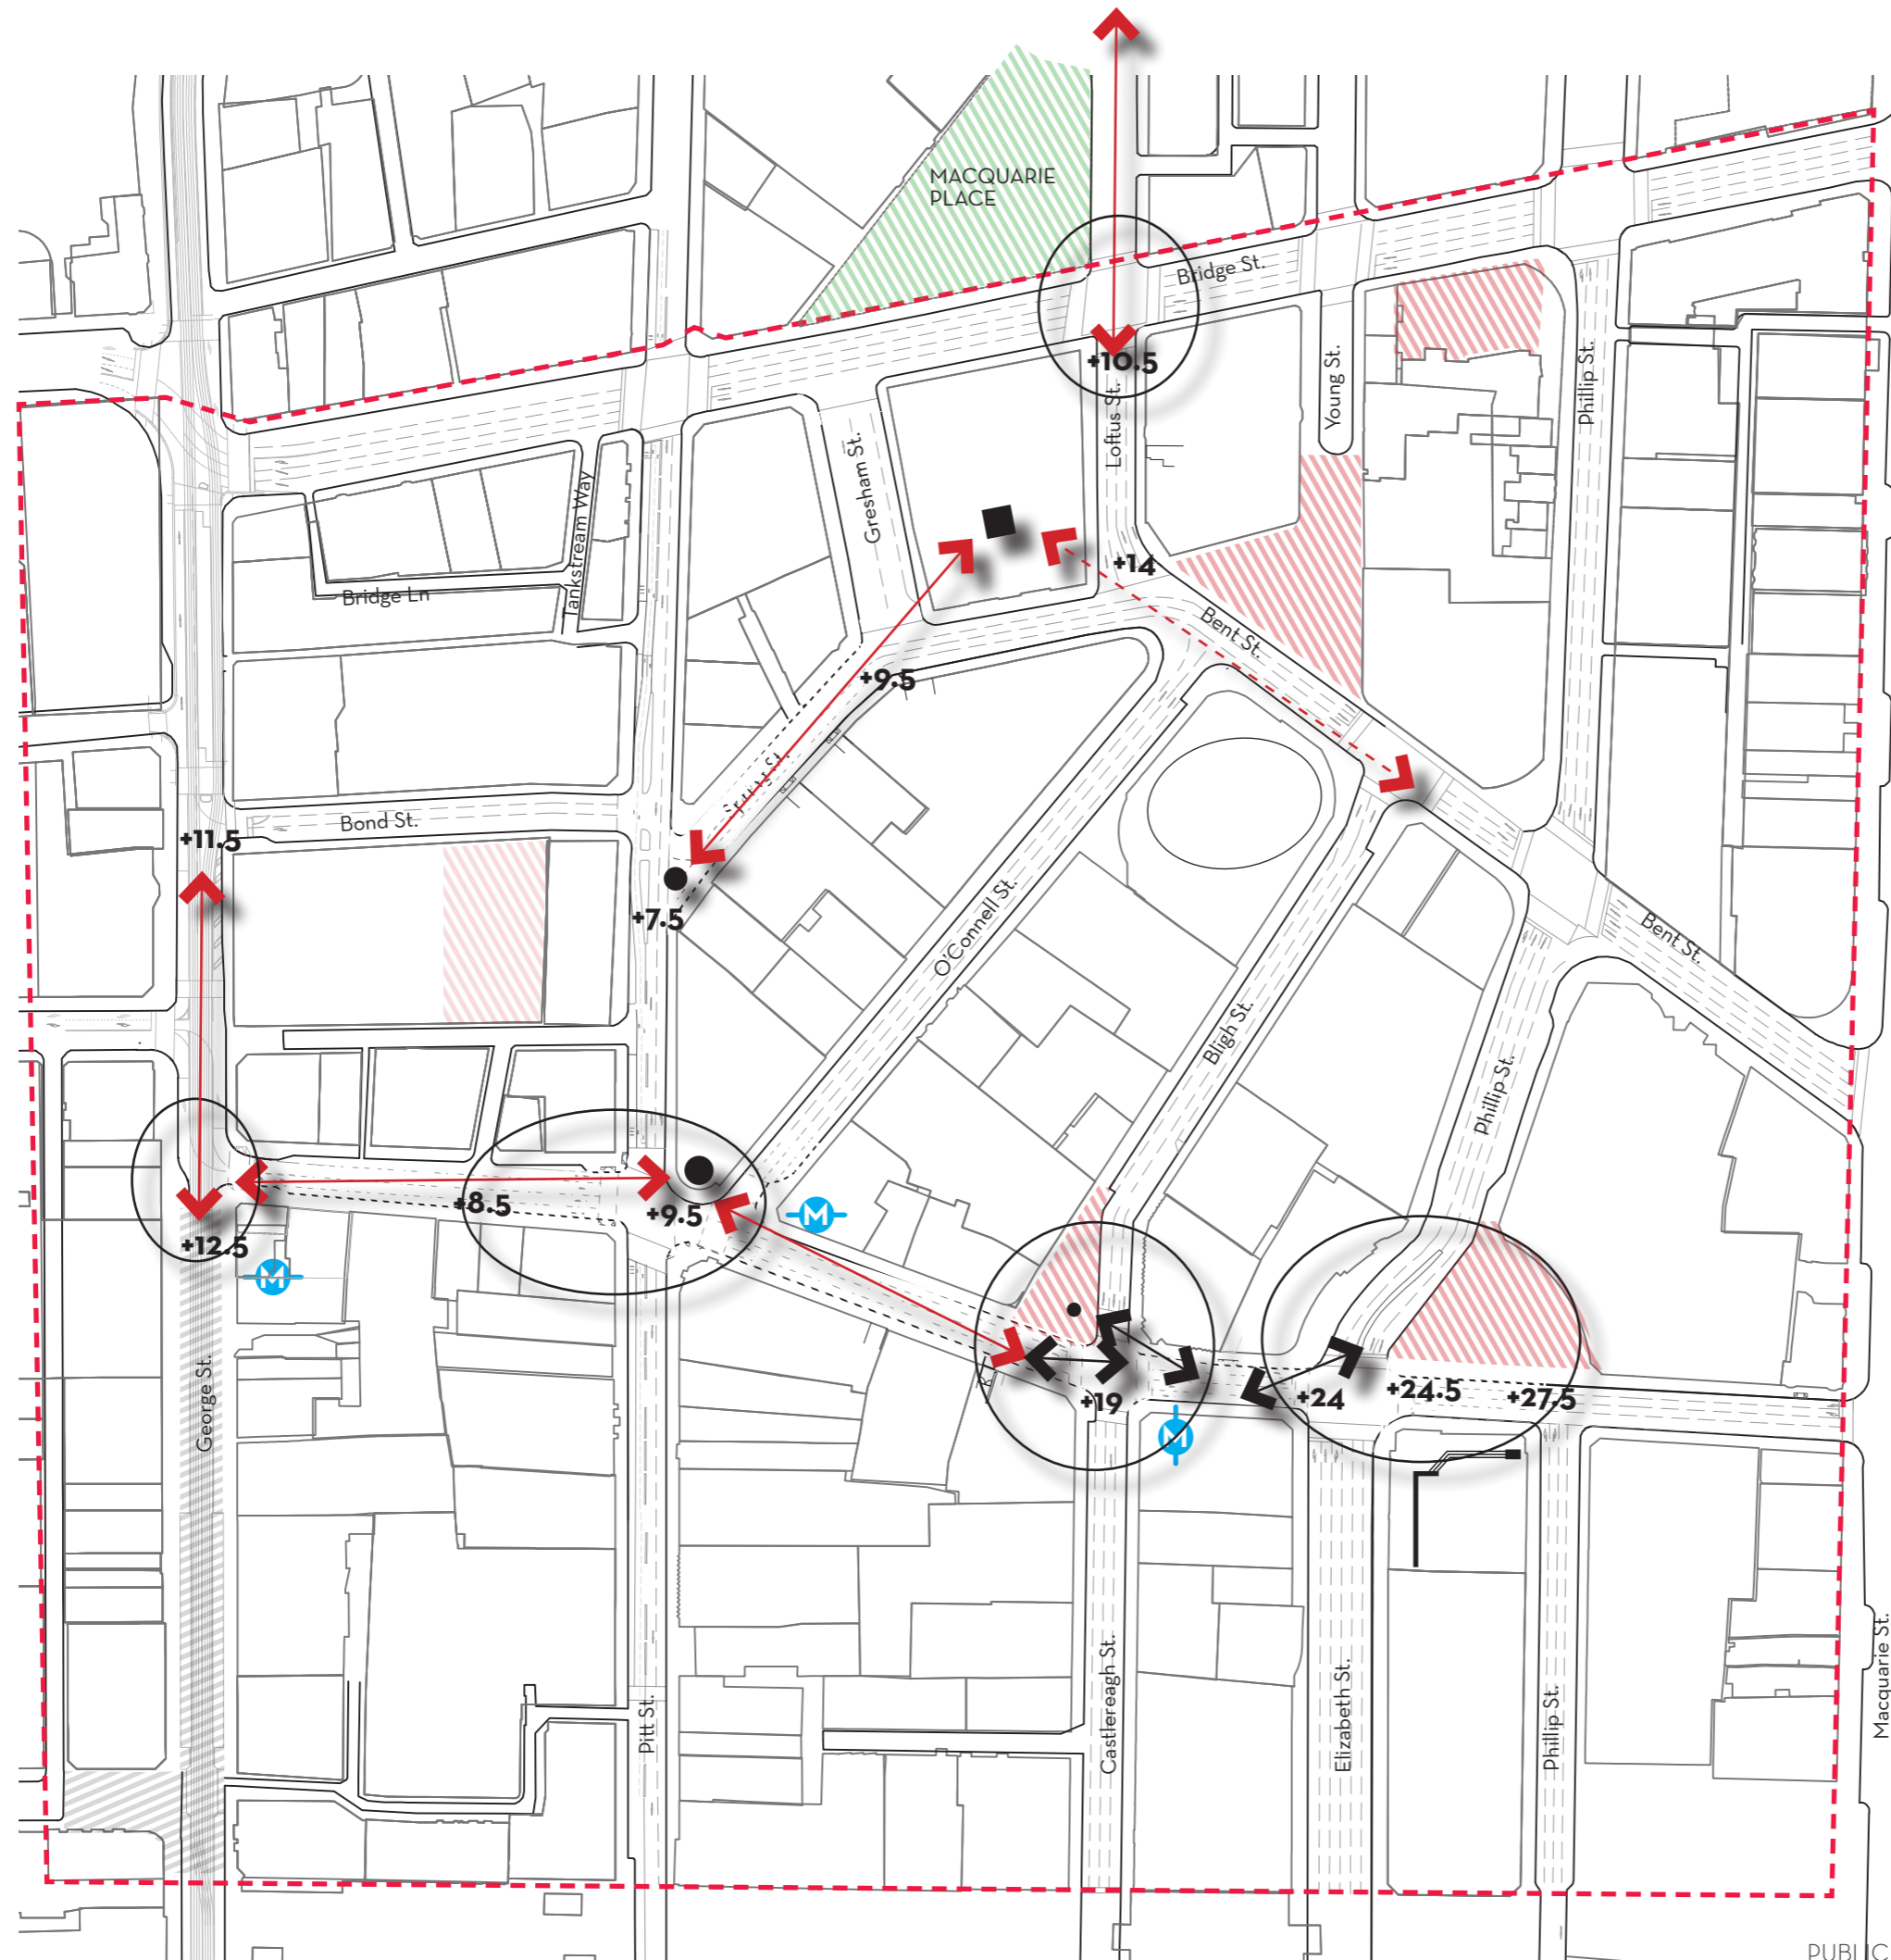 MACQUARIE
PLACE
Bridge St.
+10.5
Young St.
Phillip St.
Loftus St.
Gresham St.
Tankstream Way
+14
Bridge Ln
Bent St.
+9.5
Bond St.
+11.5
+7.5
O'Connell St.
Bent St.
Bligh St.
Phillip St.
+8.5
+9.5
M
+12.5
M
+19
+24
+24.5
+27.5
M
George St.
Pitt St.
Castlereagh St.
Elizabeth St.
Phillip St.
Macquarie St.
PUBLIC